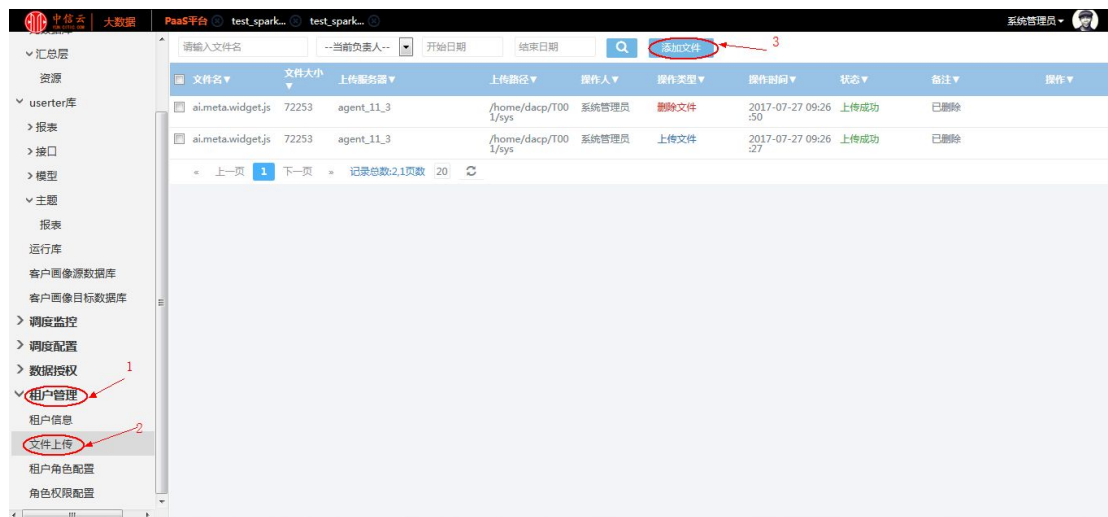 中信云 大数据 PaaS平台 test_spark... test_spark... 系统管理员
汇总层
资源
userter库
报表
接口
模型
主题
报表
运行库
客户画像源数据库
客户画像目标数据库
调度监控
调度配置
数据授权
1
租户管理
租户信息
2
文件上传
租户角色配置
角色权限配置
请输入文件名 --当前负责人-- 开始日期 结束日期 添加文件 3
文件名▼ 文件大小▼ 上传服务器▼ 上传路径▼ 操作人▼ 操作类型▼ 操作时间▼ 状态▼ 备注▼ 操作▼
ai.meta.widget.js 72253 agent_11_3 /home/dacp/T00 系统管理员 删除文件 2017-07-27 09:26 上传成功 已删除
1/sys :50
ai.meta.widget.js 72253 agent_11_3 /home/dacp/T00 系统管理员 上传文件 2017-07-27 09:26 上传成功 已删除
1/sys :27
« 上一页 1 下一页 » 记录总数:2,1页数 20